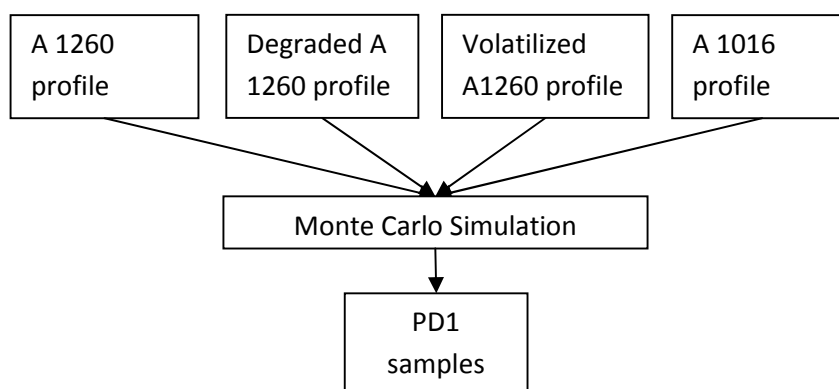 A 1260
profile
Degraded A
1260 profile
Volatilized
A1260 profile
A 1016
profile
Monte Carlo Simulation
PD1
samples